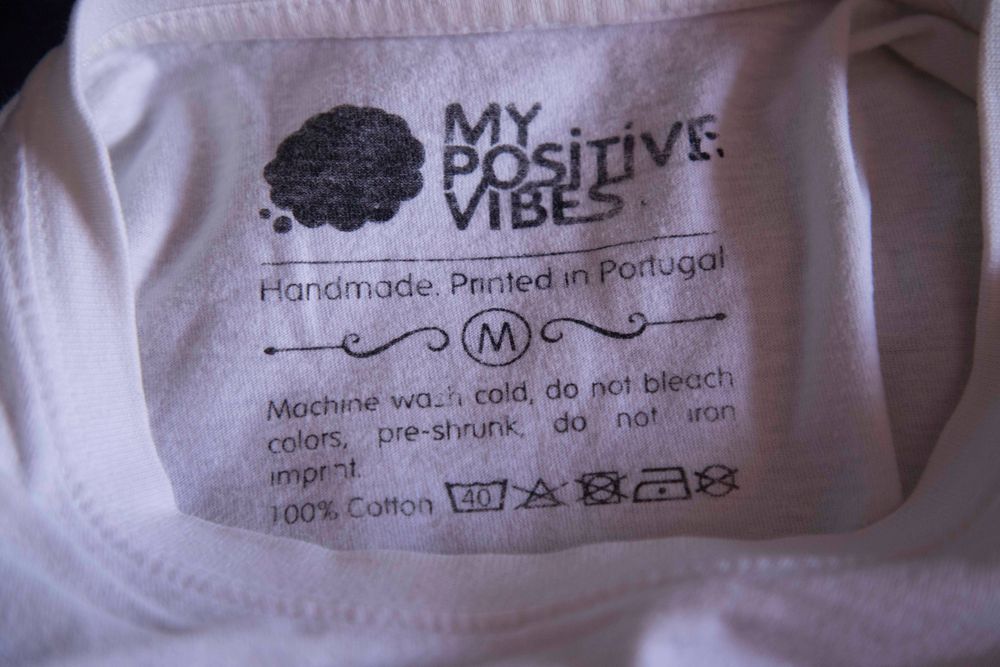 MY
POSITIVE
VIBES
Handmade. Printed in Portugal
M
Machine wash cold, do not bleach
colors, pre-shrunk, do not iron
imprint.
100% Cotton 40